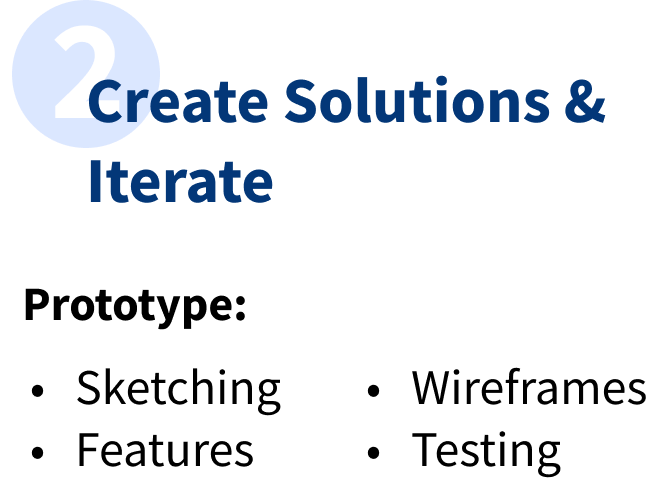 2
Create Solutions &
Iterate
Prototype:
• Sketching
• Features
• Wireframes
• Testing